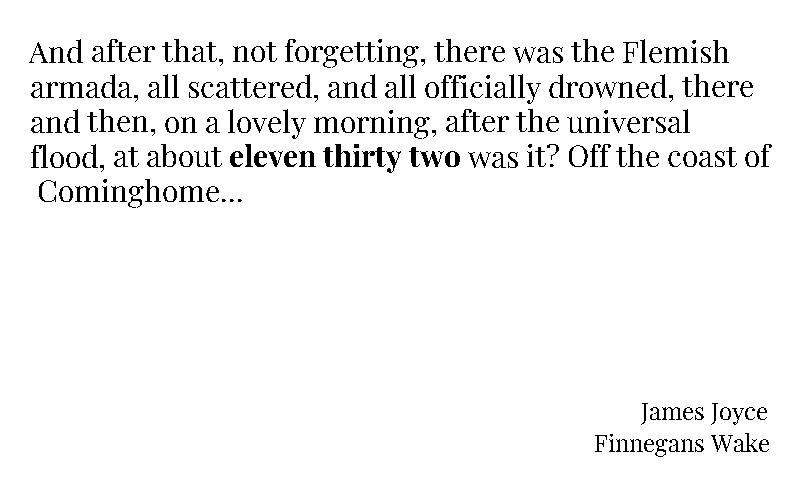 And after that, not forgetting, there was the Flemish
armada, all scattered, and all officially drowned, there
and then, on a lovely morning, after the universal
flood, at about eleven thirty two was it? Off the coast of
Cominghome...
James Joyce
Finnegans Wake